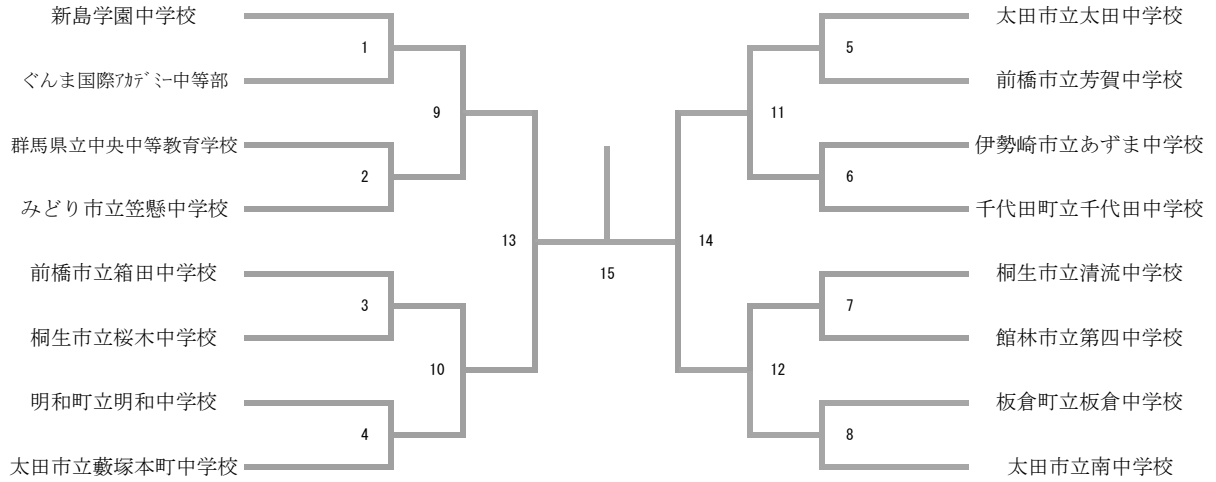 新島学園中学校
1
ぐんま国際ｱｶﾃﾞﾐｰ中等部
9
群馬県立中央中等教育学校
2
みどり市立笠懸中学校
13
前橋市立箱田中学校
3
桐生市立桜木中学校
10
明和町立明和中学校
4
太田市立藪塚本町中学校
15
太田市立太田中学校
5
前橋市立芳賀中学校
11
伊勢崎市立あずま中学校
6
千代田町立千代田中学校
14
桐生市立清流中学校
7
館林市立第四中学校
12
板倉町立板倉中学校
8
太田市立南中学校